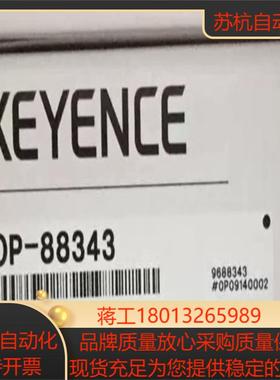 苏杭自动
KEYENCE
OP-88343
9688343
#OP09140002
蒋工18013265989
自动化
品牌质量放心采购质量保
开票
现货充足为您提供稳定的